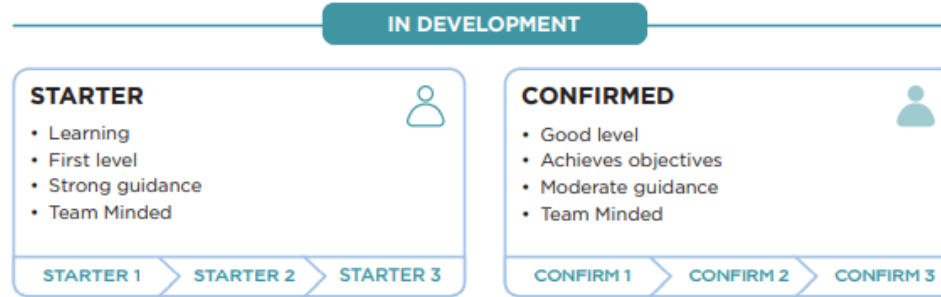 IN DEVELOPMENT
STARTER
• Learning
• First level
• Strong guidance
• Team Minded
STARTER 1 STARTER 2 STARTER 3
CONFIRMED
• Good level
• Achieves objectives
• Moderate guidance
• Team Minded
CONFIRM 1 CONFIRM 2 CONFIRM 3